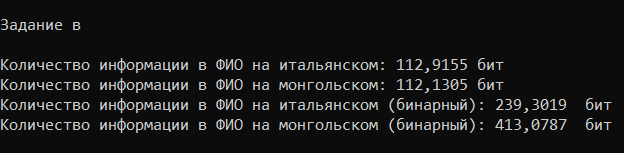 Задание в
Количество информации в ФИО на итальянском: 112,9155 бит
Количество информации в ФИО на монгольском: 112,1305 бит
Количество информации в ФИО на итальянском (бинарный): 239,3019  бит
Количество информации в ФИО на монгольском (бинарный): 413,0787  бит